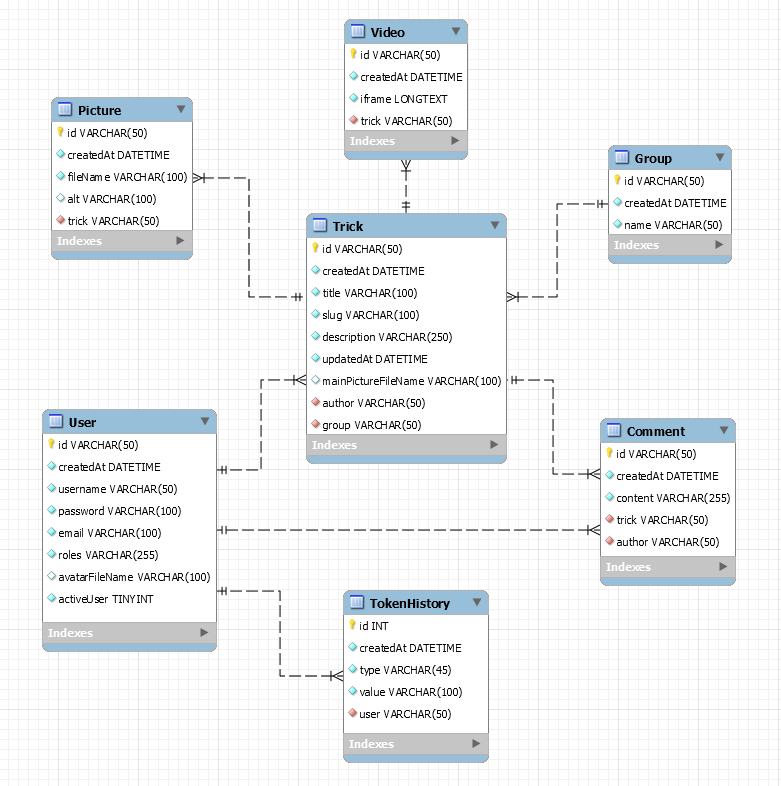 Video
id VARCHAR(50)
createdAt DATETIME
iframe LONGTEXT
trick VARCHAR(50)
Indexes
Picture
id VARCHAR(50)
createdAt DATETIME
fileName VARCHAR(100)
alt VARCHAR(100)
trick VARCHAR(50)
Indexes
Group
id VARCHAR(50)
createdAt DATETIME
name VARCHAR(50)
Indexes
Trick
id VARCHAR(50)
createdAt DATETIME
title VARCHAR(100)
slug VARCHAR(100)
description VARCHAR(250)
updatedAt DATETIME
mainPictureFileName VARCHAR(100)
author VARCHAR(50)
group VARCHAR(50)
Indexes
User
id VARCHAR(50)
createdAt DATETIME
username VARCHAR(50)
password VARCHAR(100)
email VARCHAR(100)
roles VARCHAR(255)
avatarFileName VARCHAR(100)
activeUser TINYINT
Indexes
Comment
id VARCHAR(50)
createdAt DATETIME
content VARCHAR(255)
trick VARCHAR(50)
author VARCHAR(50)
Indexes
TokenHistory
id INT
createdAt DATETIME
type VARCHAR(45)
value VARCHAR(100)
user VARCHAR(50)
Indexes